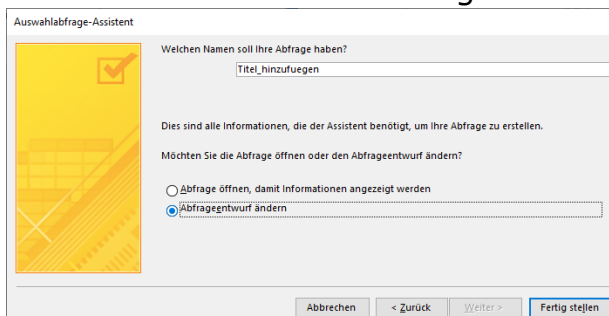 Auswahlabfrage-Assistent
Welchen Namen soll Ihre Abfrage haben?
Titel_hinzufuegen
Dies sind alle Informationen, die der Assistent benötigt, um Ihre Abfrage zu erstellen.
Möchten Sie die Abfrage öffnen oder den Abfrageentwurf ändern?
Abfrage öffnen, damit Informationen angezeigt werden
Abfrageentwurf ändern
Abbrechen < Zurück Weiter > Fertig stellen